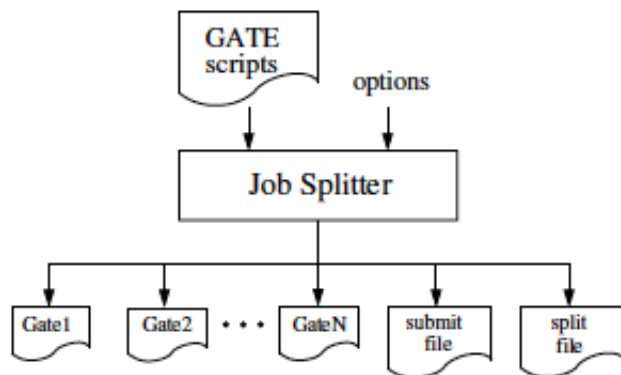 GATE
scripts
options
Job Splitter
Gate1
Gate2
• • •
GateN
submit
file
split
file